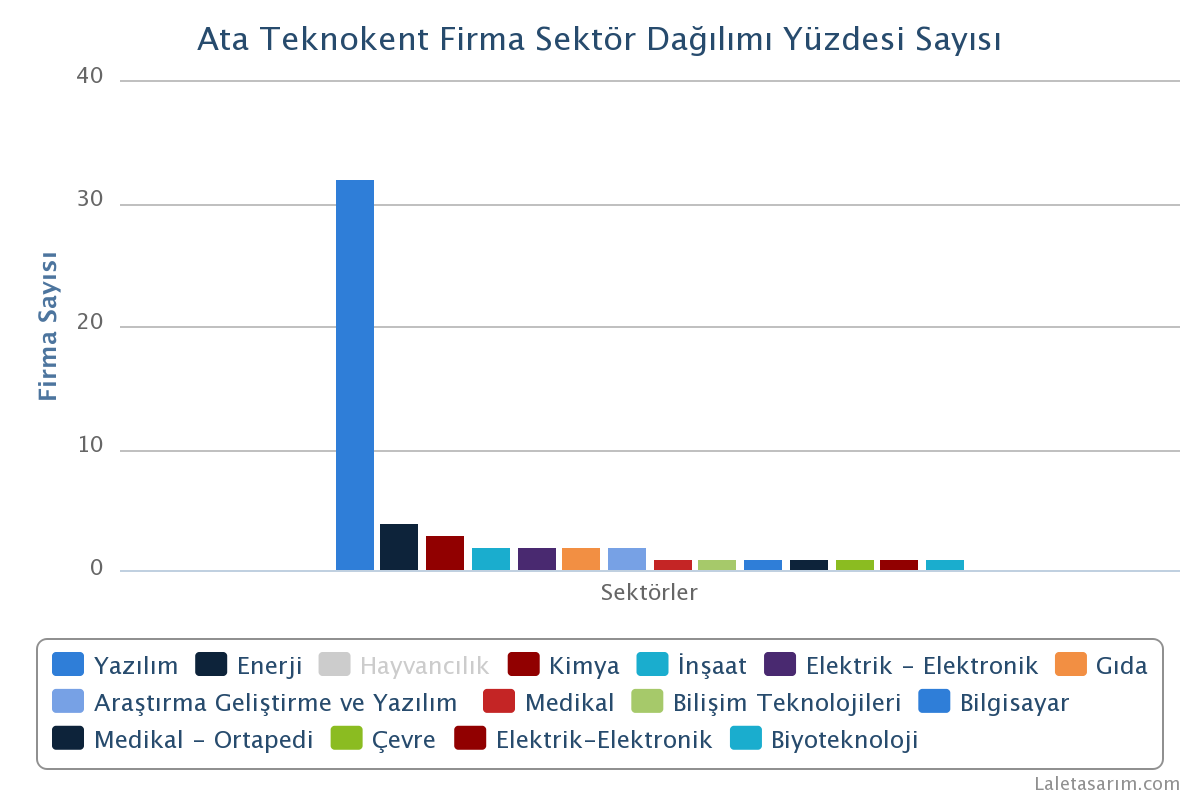 Ata Teknokent Firma Sektör Dağılımı Yüzdesi Sayısı
40
30
20
10
0
Firma Sayısı
Sektörler
Yazılım Enerji Hayvancılık Kimya İnşaat Elektrik - Elektronik Gıda
Araştırma Geliştirme ve Yazılım Medikal Bilişim Teknolojileri Bilgisayar
Medikal - Ortapedi Çevre Elektrik-Elektronik Biyoteknoloji
Laletasarim.com